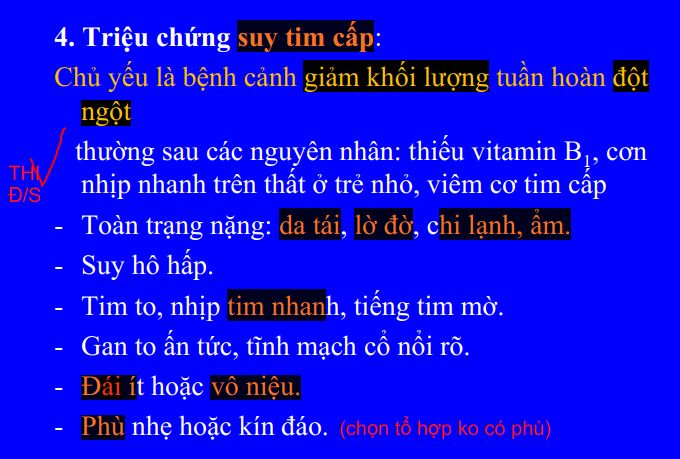 4. Triệu chứng suy tim cấp:
Chủ yếu là bệnh cảnh giảm khối lượng tuần hoàn đột
ngột
THI
Đ/S
thường sau các nguyên nhân: thiếu vitamin B1, cơn
nhịp nhanh trên thất ở trẻ nhỏ, viêm cơ tim cấp
- Toàn trạng nặng: da tái, lờ đờ, chi lạnh, ẩm.
- Suy hô hấp.
- Tim to, nhịp tim nhanh, tiếng tim mờ.
- Gan to ấn tức, tĩnh mạch cổ nổi rõ.
- Đái ít hoặc vô niệu.
- Phù nhẹ hoặc kín đáo. (chọn tổ hợp ko có phù)